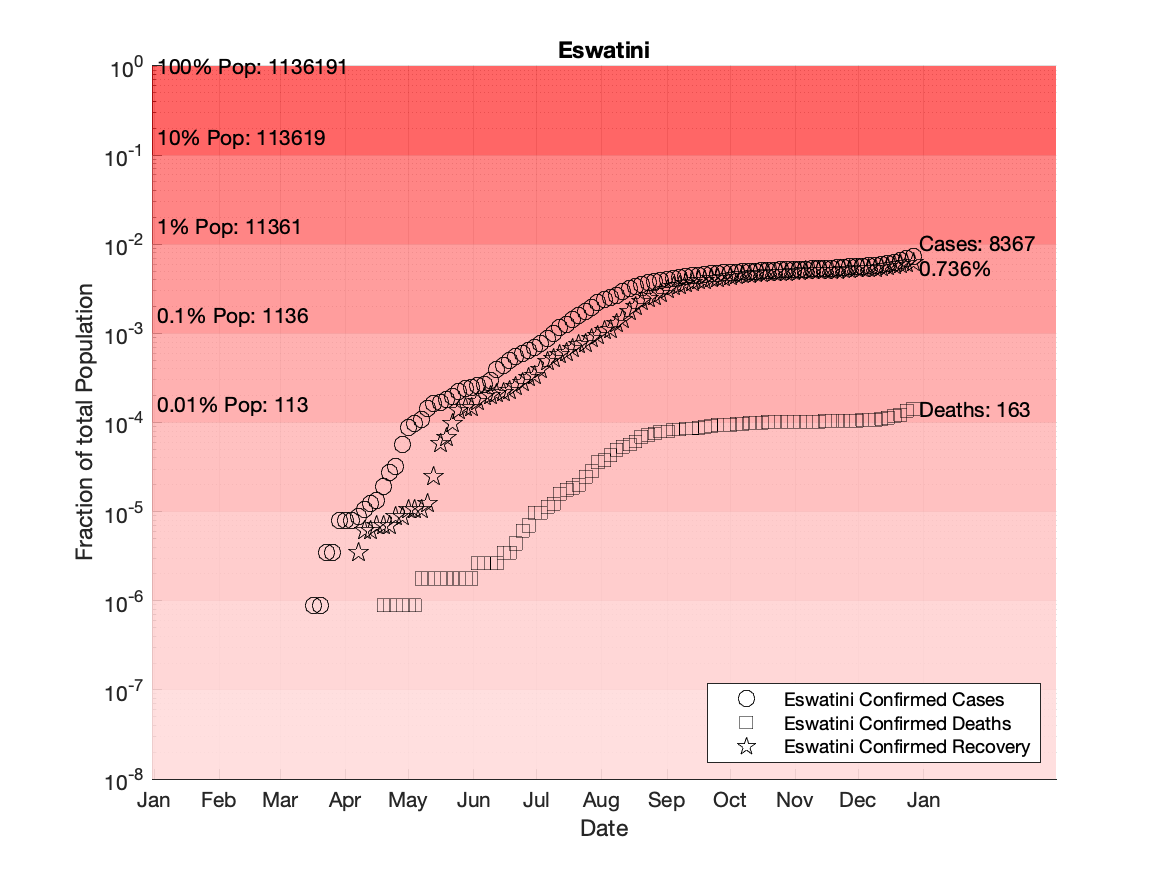 Eswatini
10^0
100% Pop: 1136191
10% Pop: 113619
10^-1
1% Pop: 11361
10^-2
Cases: 8367
0.736%
0.1% Pop: 1136
10^-3
0.01% Pop: 113
Deaths: 163
10^-4
10^-5
10^-6
10^-7
10^-8
Fraction of total Population
Eswatini Confirmed Cases
Eswatini Confirmed Deaths
Eswatini Confirmed Recovery
Jan Feb Mar Apr May Jun Jul Aug Sep Oct Nov Dec Jan
Date